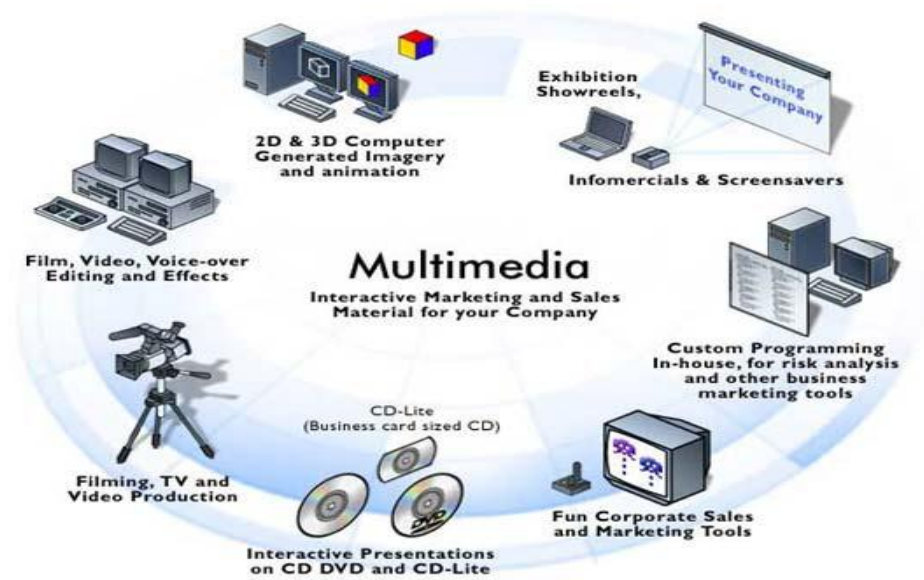 2D & 3D Computer
Generated Imagery
and animation
Exhibition
Showreels,
Presenting
Your Company
Infomercials & Screensavers
Film, Video, Voice-over
Editing and Effects
Multimedia
Interactive Marketing and Sales
Material for your Company
Custom Programming
In-house, for risk analysis
and other business
marketing tools
Filming, TV and
Video Production
CD-Lite
(Business card sized CD)
DVD
Interactive Presentations
on CD DVD and CD-Lite
Fun Corporate Sales
and Marketing Tools